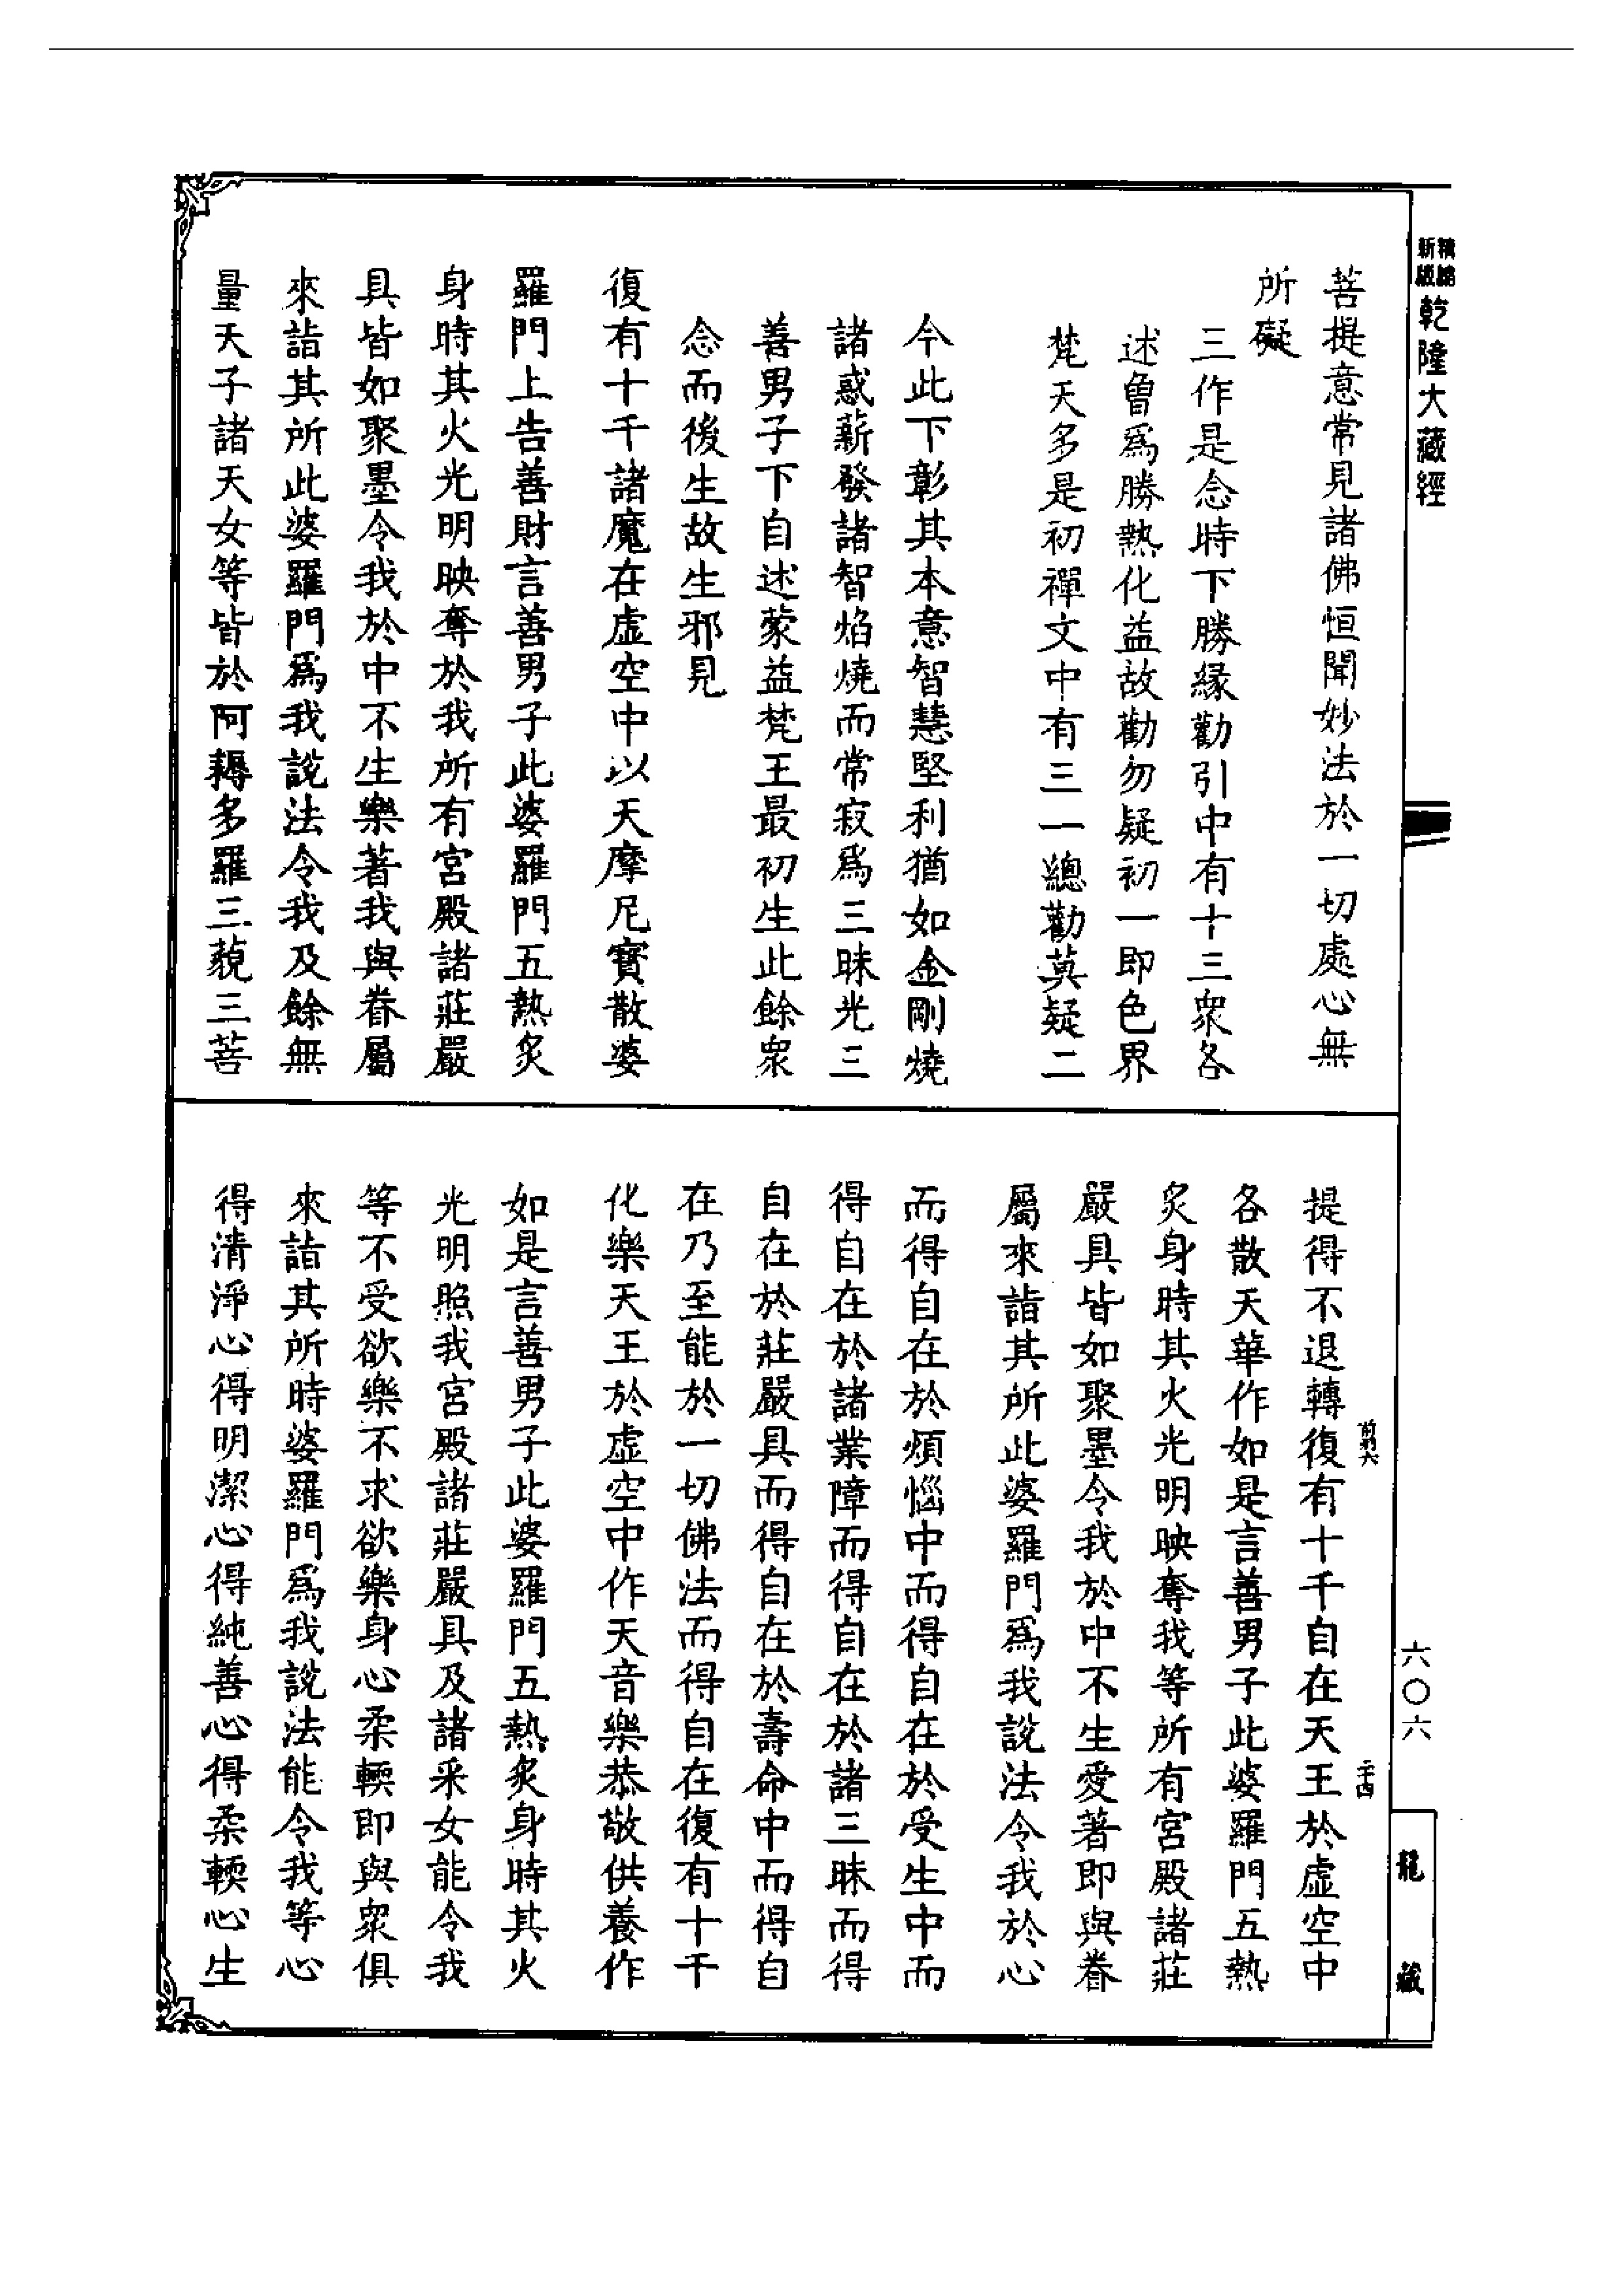 新版
精縮
乾隆大藏經
菩提意常見諸佛恒聞妙法於一切處心無
所礙
三作是念時下勝緣勸引中有十三眾各
述曾為勝熱化益故勸勿疑初一即色界
梵天多是初禪文中有三一總勸莫疑二
今此下彰其本意智慧堅利猶如金剛燒
諸惑薪發諸智焰燒而常寂為三昧光三
善男子下自述蒙益梵王最初生此餘眾
念而後生故生邪見
復有十千諸魔在虛空中以天摩尼寶散婆
羅門上告善財言善男子此婆羅門五熱炙
身時其火光明映奪於我所有宮殿諸莊嚴
具皆如聚墨令我於中不生樂著我與眷屬
來詣其所此婆羅門為我說法令我及餘無
量天子諸天女等皆於阿耨多羅三藐三菩
提得不退轉復有十千自在天王於虛空中
各散天華作如是言善男子此婆羅門五熱
炙身時其火光明映奪我等所有宮殿諸莊
嚴具皆如聚墨令我於中不生愛著即與眷
屬來詣其所此婆羅門為我說法令我於心
而得自在於煩惱中而得自在於受生中而
得自在於諸業障而得自在於諸三昧而得
自在於莊嚴具而得自在於壽命中而得自
在乃至能於一切佛法而得自在復有十千
化樂天王於虛空中作天音樂恭敬供養作
如是言善男子此婆羅門五熱炙身時其火
光明照我宮殿諸莊嚴具及諸采女能令我
等不受欲樂不求欲樂身心柔輭即與眾俱
來詣其所時婆羅門為我說法能令我等心
得清淨心得明潔心得純善心得柔輭心生
六〇六
龍藏